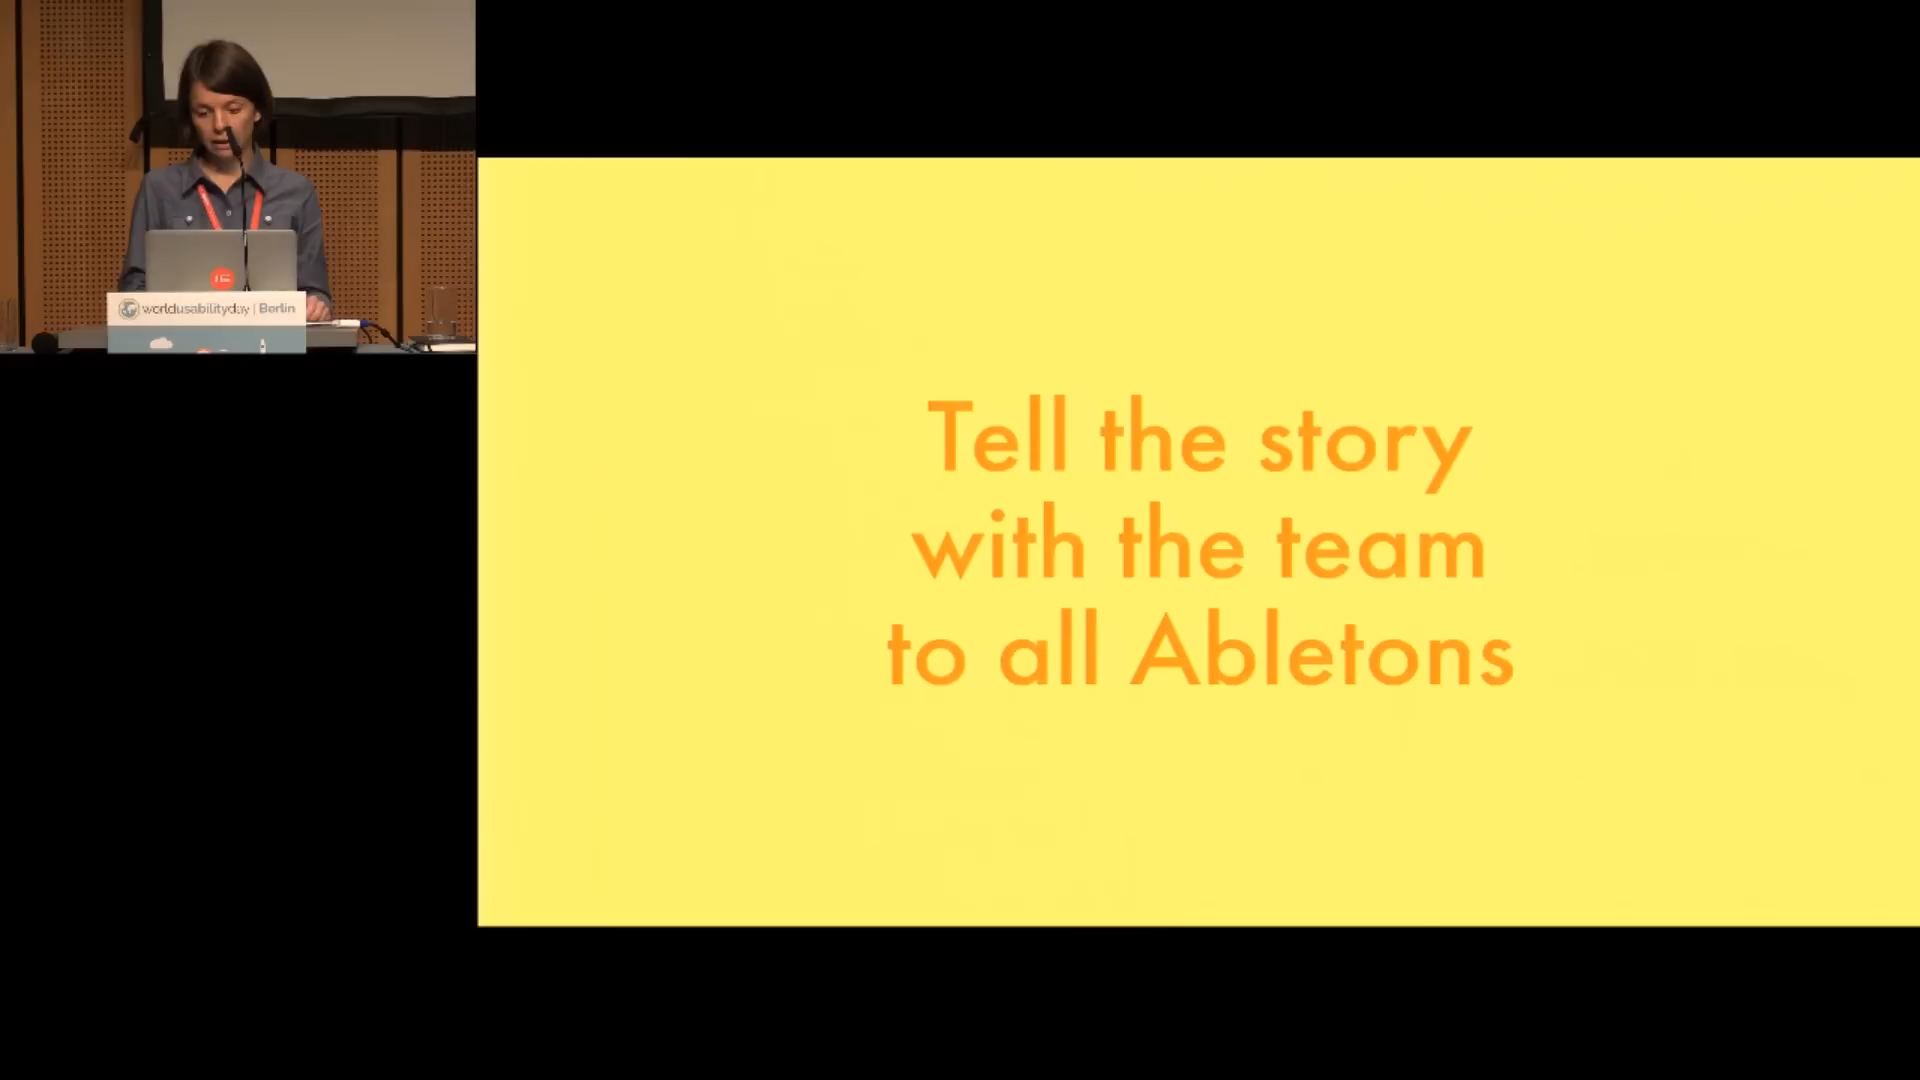 worldusabilityday | Berlin
Tell the story
with the team
to all Abletons